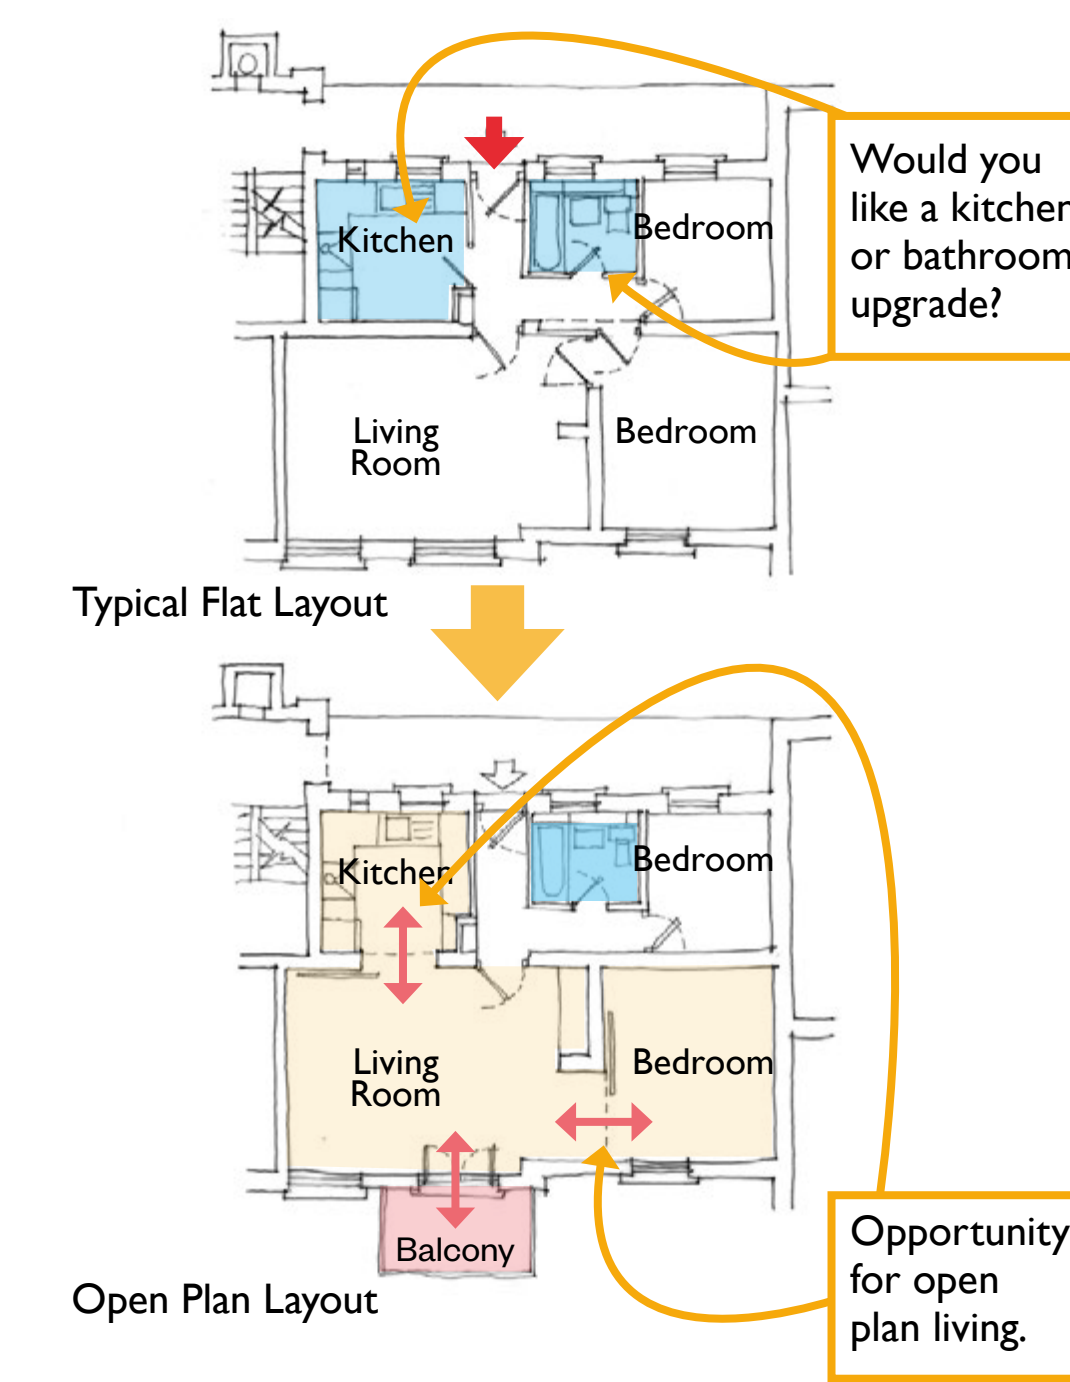 Would you
like a kitchen
or bathroom
upgrade?
Kitchen
Bedroom
Living
Room
Bedroom
Typical Flat Layout
Kitchen
Bedroom
Living
Room
Bedroom
Balcony
Open Plan Layout
Opportunity
for open
plan living.